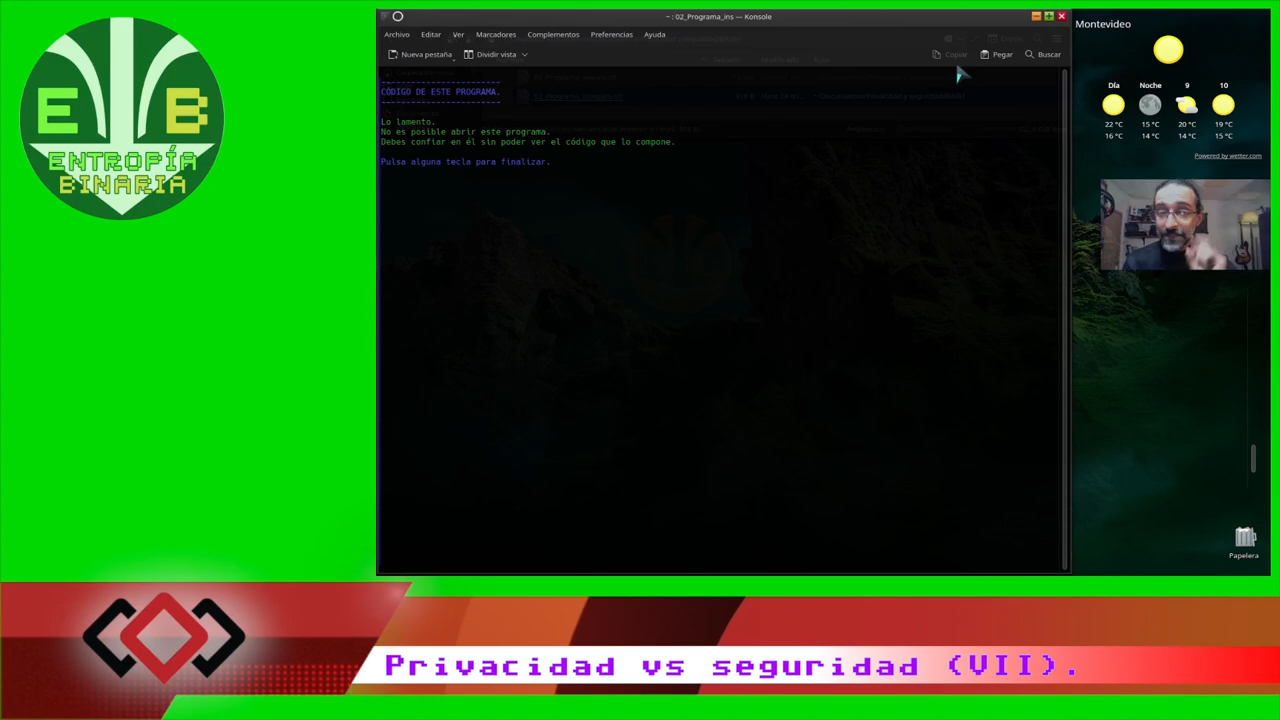 E B
ENTROPÍA
BINARIA
~ : 02_Programa_ins — Konsole
Archivo Editar Ver Marcadores Complementos Preferencias Ayuda
Nueva pestaña Dividir vista Copiar Pegar Buscar
------------------------
CÓDIGO DE ESTE PROGRAMA.
------------------------
Lo lamento.
No es posible abrir este programa.
Debes confiar en él sin poder ver el código que lo compone.
Pulsa alguna tecla para finalizar.
Montevideo
Día Noche 9 10
22 °C 15 °C 20 °C 19 °C
16 °C 14 °C 14 °C 15 °C
Powered by wetter.com
Papelera
Privacidad vs seguridad (VII).